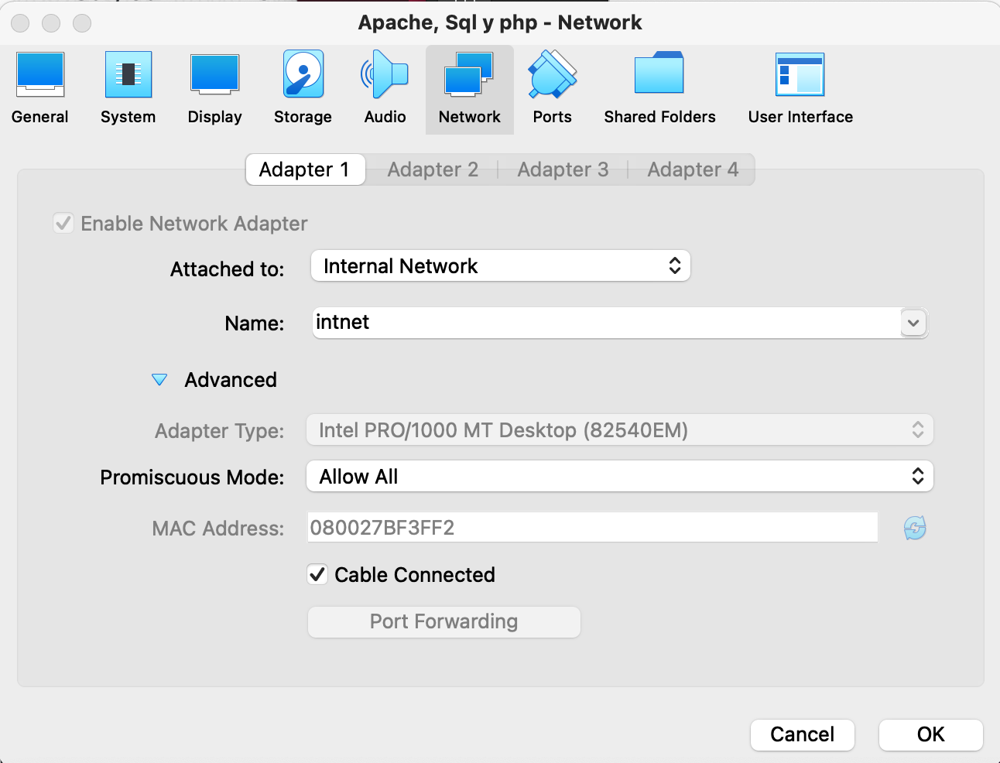 Apache, Sql y php - Network
General System Display Storage Audio Network Ports Shared Folders User Interface
Adapter 1 Adapter 2 Adapter 3 Adapter 4
Enable Network Adapter
Attached to: Internal Network
Name: intnet
Advanced
Adapter Type: Intel PRO/1000 MT Desktop (82540EM)
Promiscuous Mode: Allow All
MAC Address: 080027BF3FF2
Cable Connected
Port Forwarding
Cancel OK